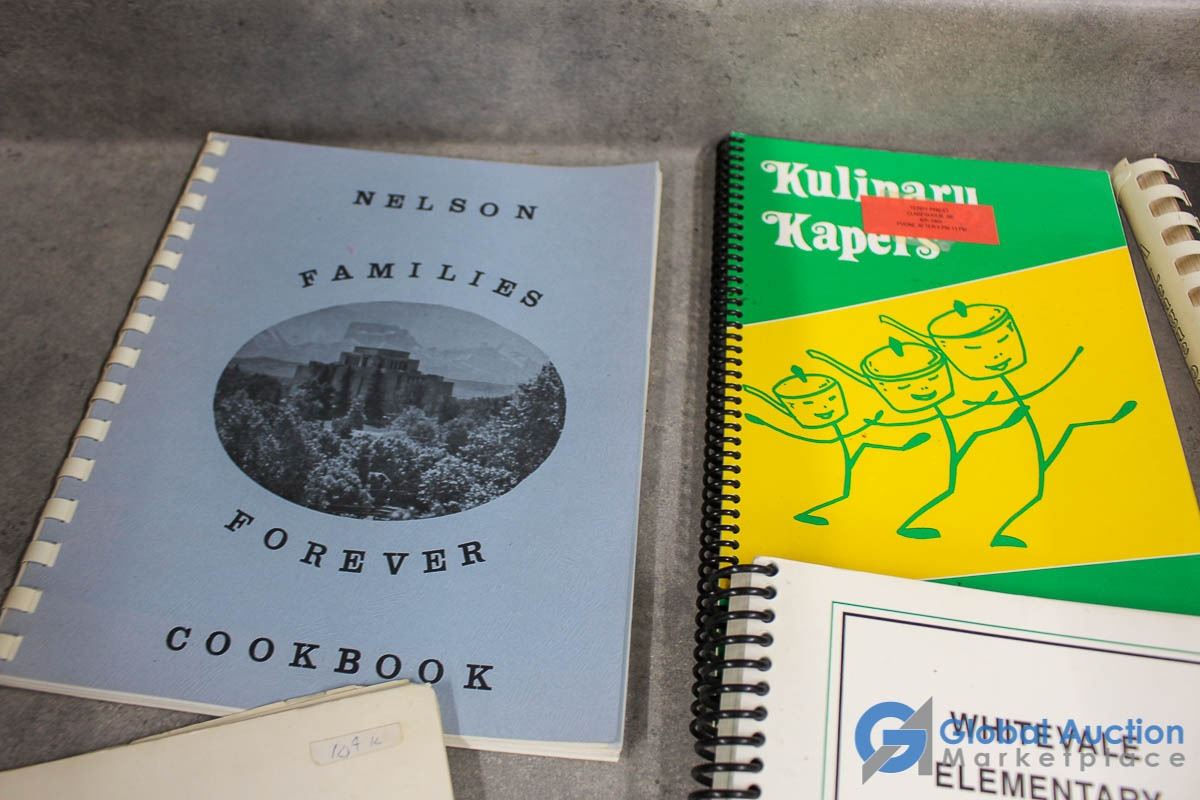 NELSON
FAMILIES
FOREVER
COOKBOOK
Kulinary
Kapers
WHITEVALE
ELEMENTARY
Global Auction
Marketplace